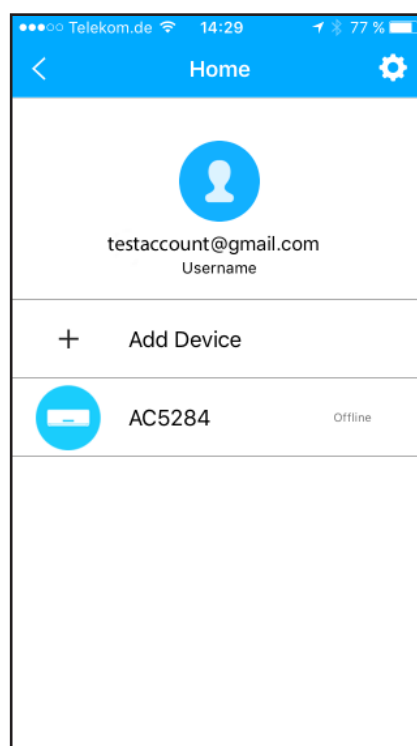 Telekom.de 14:29 77 %
Home
testaccount@gmail.com
Username
+ Add Device
AC5284 Offline